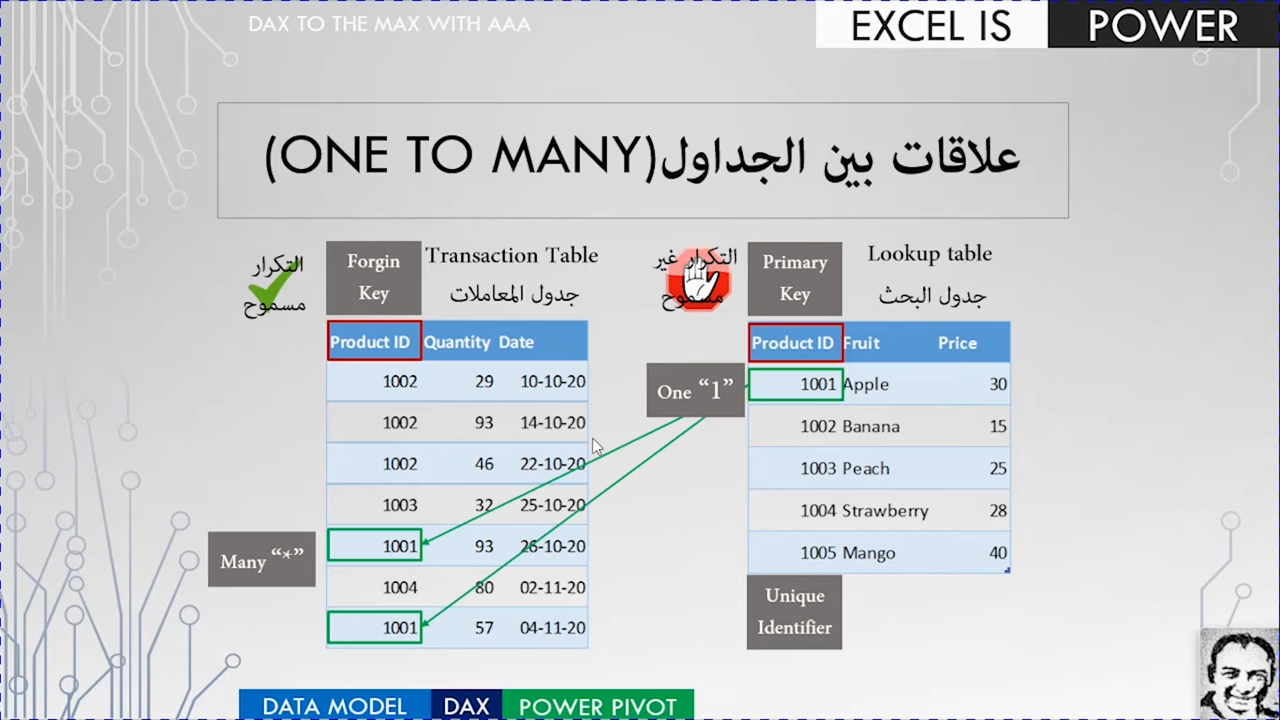 DAX TO THE MAX WITH AAA
EXCEL IS POWER
علاقات بين الجداول(ONE TO MANY)
التكرار
مسموح
Forgin
Key
Transaction Table
جدول المعاملات
Product ID Quantity Date
1002 29 10-10-20
1002 93 14-10-20
1002 46 22-10-20
1003 32 25-10-20
1001 93 26-10-20
1004 80 02-11-20
1001 57 04-11-20
Many “*”
التكرار غير
مسموح
Primary
Key
Lookup table
جدول البحث
One “1”
Product ID Fruit Price
1001 Apple 30
1002 Banana 15
1003 Peach 25
1004 Strawberry 28
1005 Mango 40
Unique
Identifier
DATA MODEL DAX POWER PIVOT